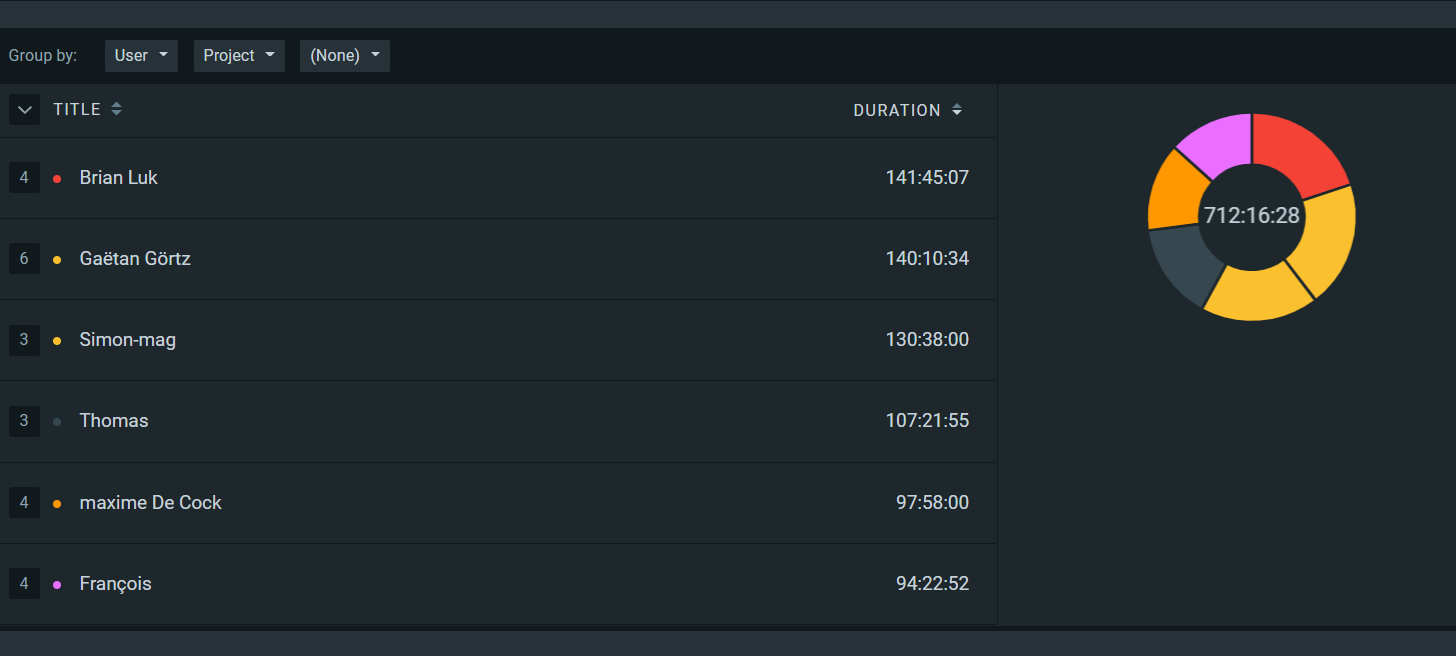 Group by: User Project (None)
TITLE DURATION
4 Brian Luk 141:45:07
6 Gaëtan Görtz 140:10:34
3 Simon-mag 130:38:00
3 Thomas 107:21:55
4 maxime De Cock 97:58:00
4 François 94:22:52
712:16:28